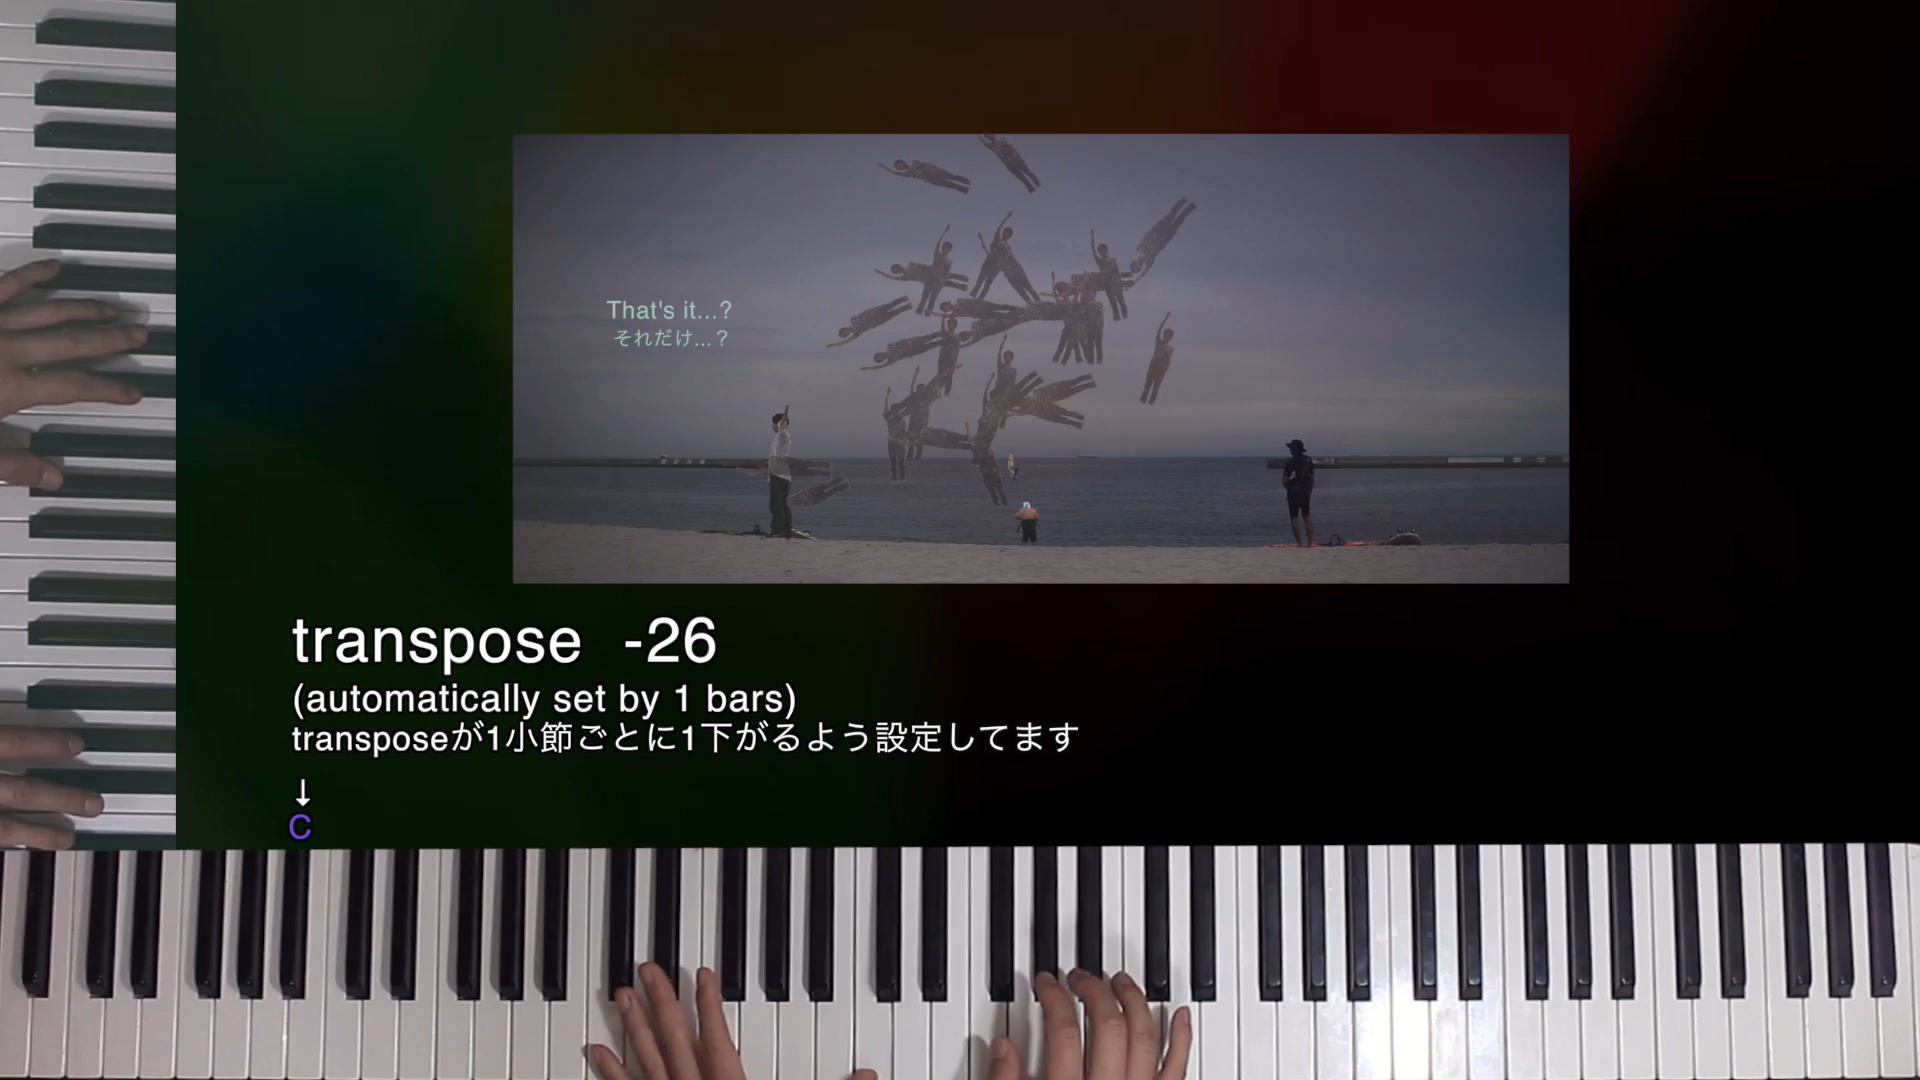 That's it...?
それだけ...？
transpose -26
(automatically set by 1 bars)
transposeが1小節ごとに1下がるよう設定してます
↓
C